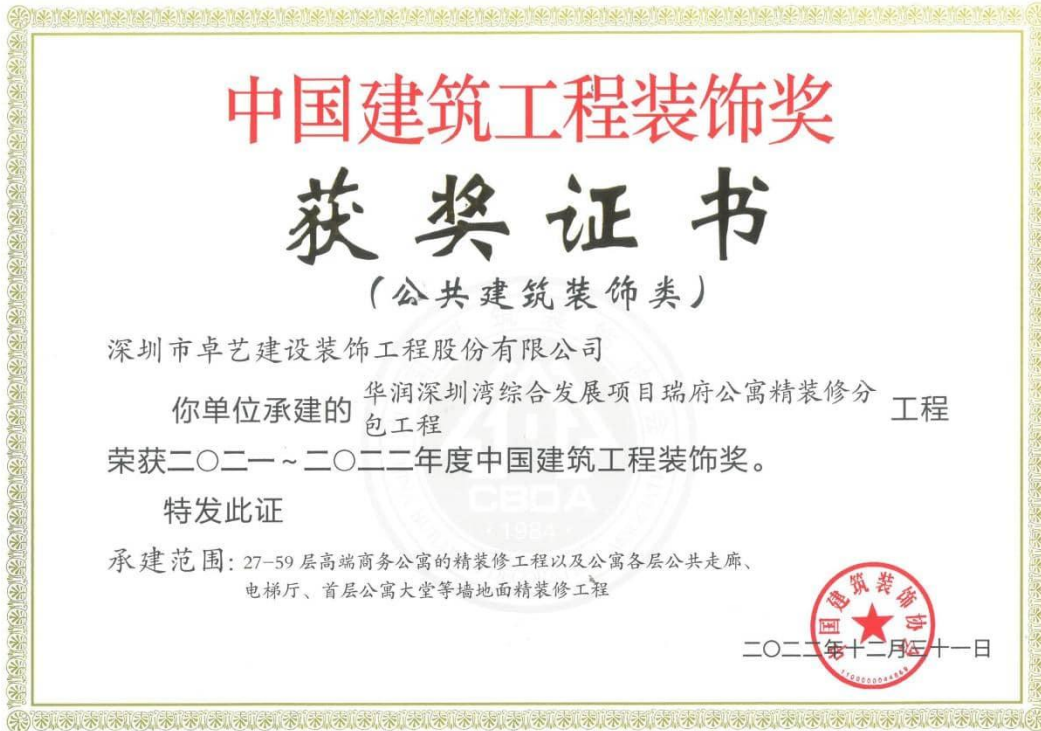 中国建筑工程装饰奖
获奖证书
(公共建筑装饰类)
深圳市卓艺建设装饰工程股份有限公司
你单位承建的 华润深圳湾综合发展项目瑞府公寓精装修分包工程 工程
荣获二〇二一~二〇二二年度中国建筑工程装饰奖。
特发此证
承建范围: 27-59 层高端商务公寓的精装修工程以及公寓各层公共走廊、
电梯厅、首层公寓大堂等墙地面精装修工程
CBDA
1984
中国建筑装饰协会
二〇二二年十二月三十一日